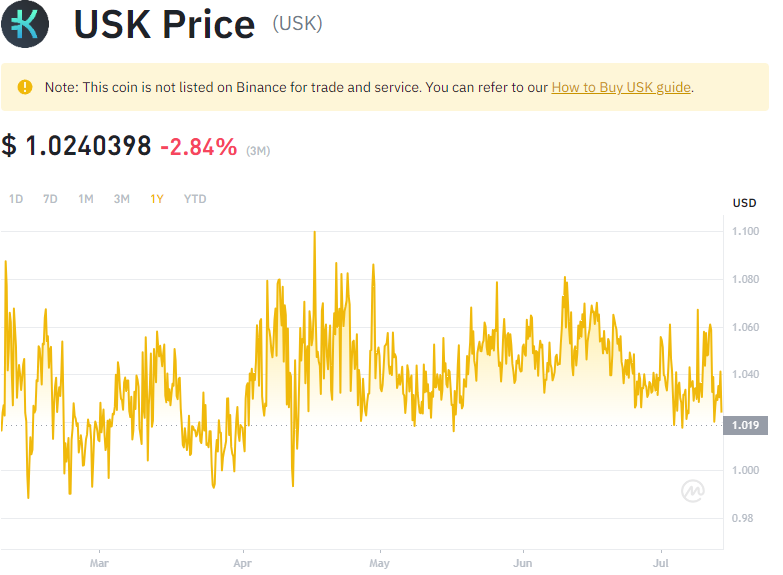 USK Price (USK)
Note: This coin is not listed on Binance for trade and service. You can refer to our How to Buy USK guide.
$ 1.0240398 -2.84% (3M)
1D 7D 1M 3M 1Y YTD
USD
1.100
1.080
1.060
1.040
1.019
1.000
0.98
Mar Apr May Jun Jul